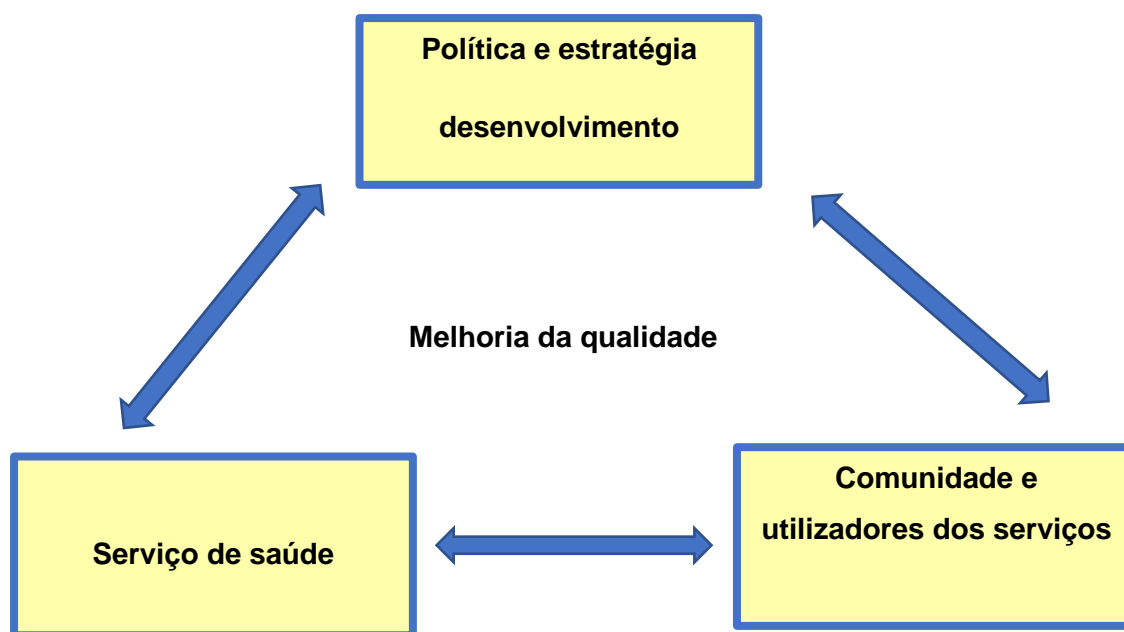 Política e estratégia
desenvolvimento
Melhoria da qualidade
Serviço de saúde
Comunidade e
utilizadores dos serviços